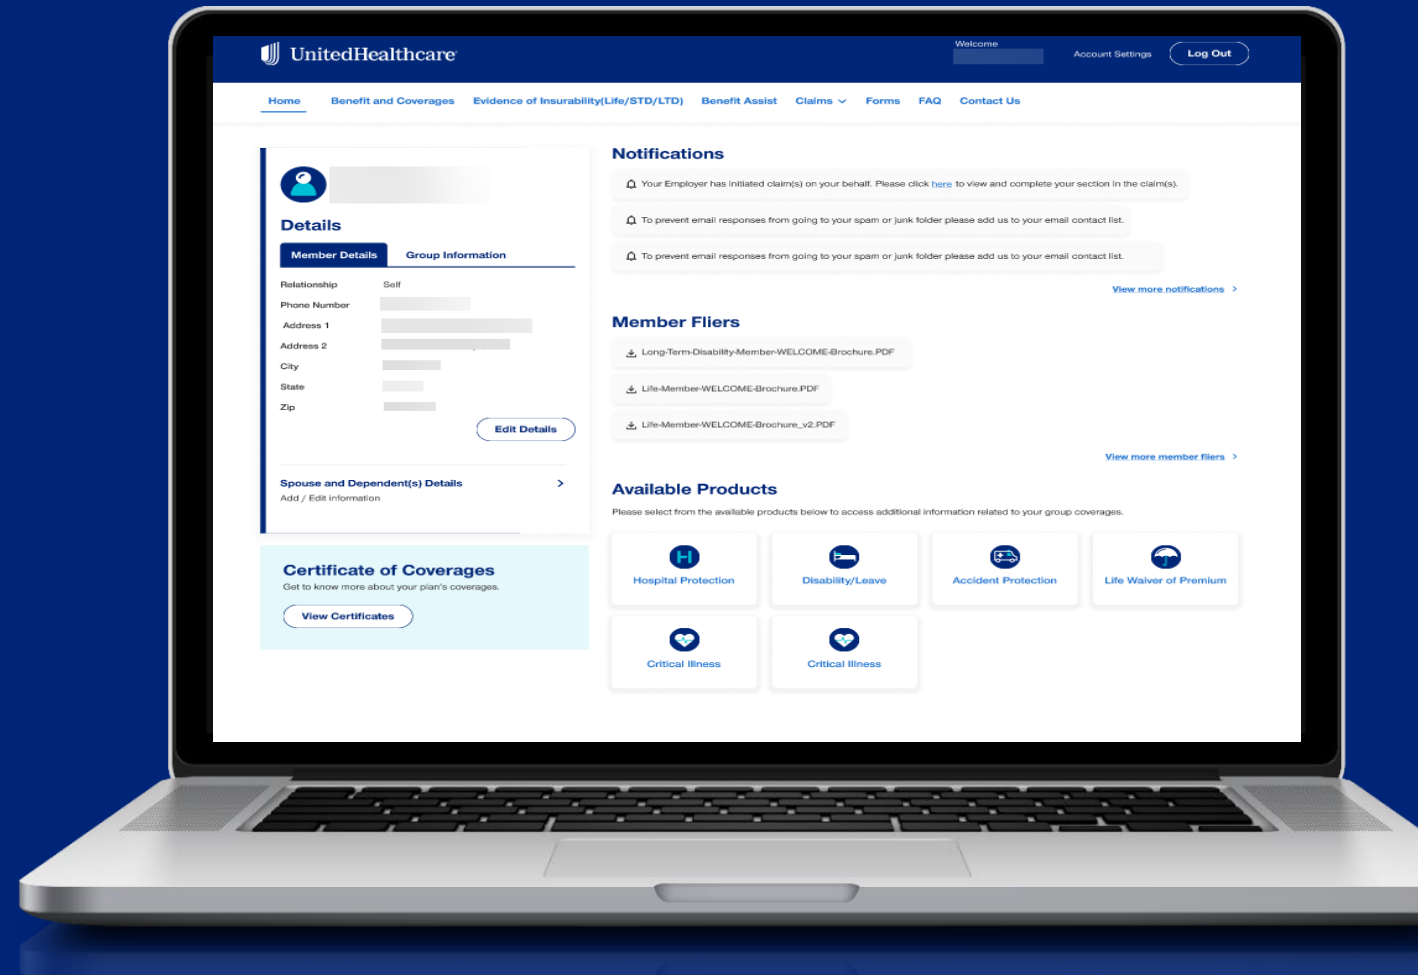 UnitedHealthcare
Welcome
Account Settings
Log Out
Home Benefit and Coverages Evidence of Insurability(Life/STD/LTD) Benefit Assist Claims Forms FAQ Contact Us
Details
Member Details Group Information
Relationship Self
Phone Number
Address 1
Address 2
City
State
Zip
Edit Details
Spouse and Dependent(s) Details
Add / Edit information
Certificate of Coverages
Get to know more about your plan's coverages.
View Certificates
Notifications
Your Employer has initiated claim(s) on your behalf. Please click here to view and complete your section in the claim(s).
To prevent email responses from going to your spam or junk folder please add us to your email contact list.
To prevent email responses from going to your spam or junk folder please add us to your email contact list.
View more notifications
Member Fliers
Long-Term-Disability-Member-WELCOME-Brochure.PDF
Life-Member-WELCOME-Brochure.PDF
Life-Member-WELCOME-Brochure_v2.PDF
View more member fliers
Available Products
Please select from the available products below to access additional information related to your group coverages.
H
Hospital Protection
Disability/Leave
Accident Protection
Life Waiver of Premium
Critical Illness
Critical Illness